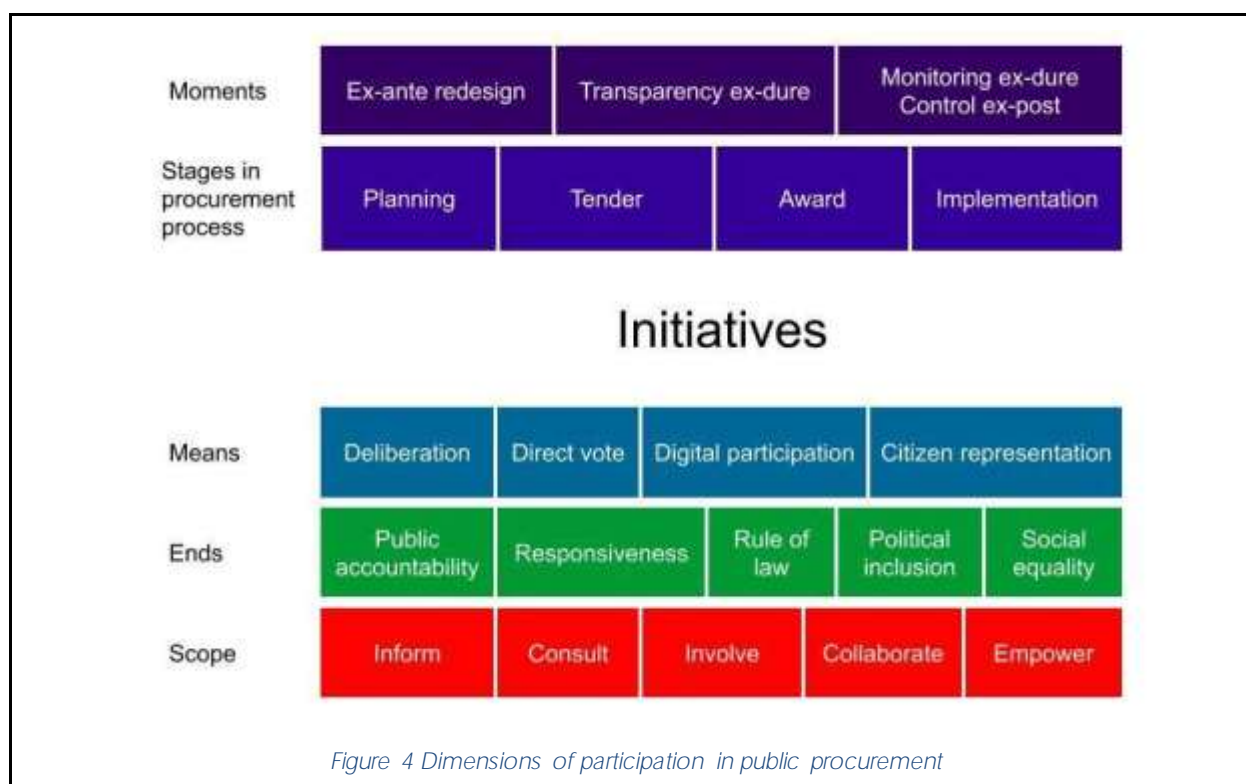 Moments
Ex-ante redesign
Transparency ex-dure
Monitoring ex-dure
Control ex-post
Stages in
procurement
process
Planning
Tender
Award
Implementation
Initiatives
Means
Deliberation
Direct vote
Digital participation
Citizen representation
Ends
Public
accountability
Responsiveness
Rule of
law
Political
inclusion
Social
equality
Scope
Inform
Consult
Involve
Collaborate
Empower
Figure 4 Dimensions of participation in public procurement